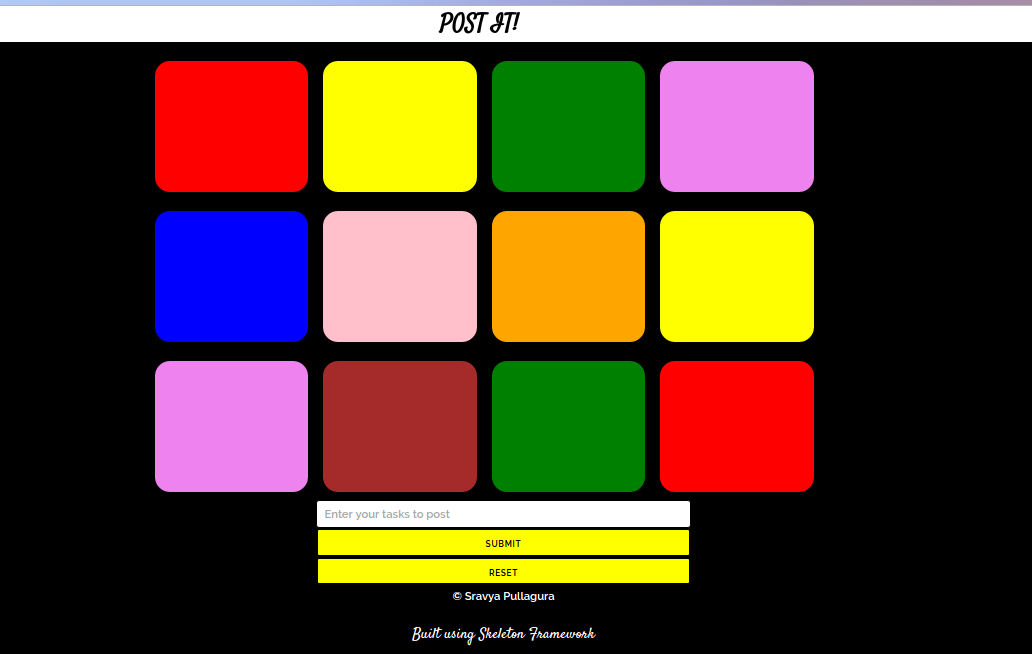 POST IT!
Enter your tasks to post
SUBMIT
RESET
© Sravya Pullagura
Built using Skeleton Framework